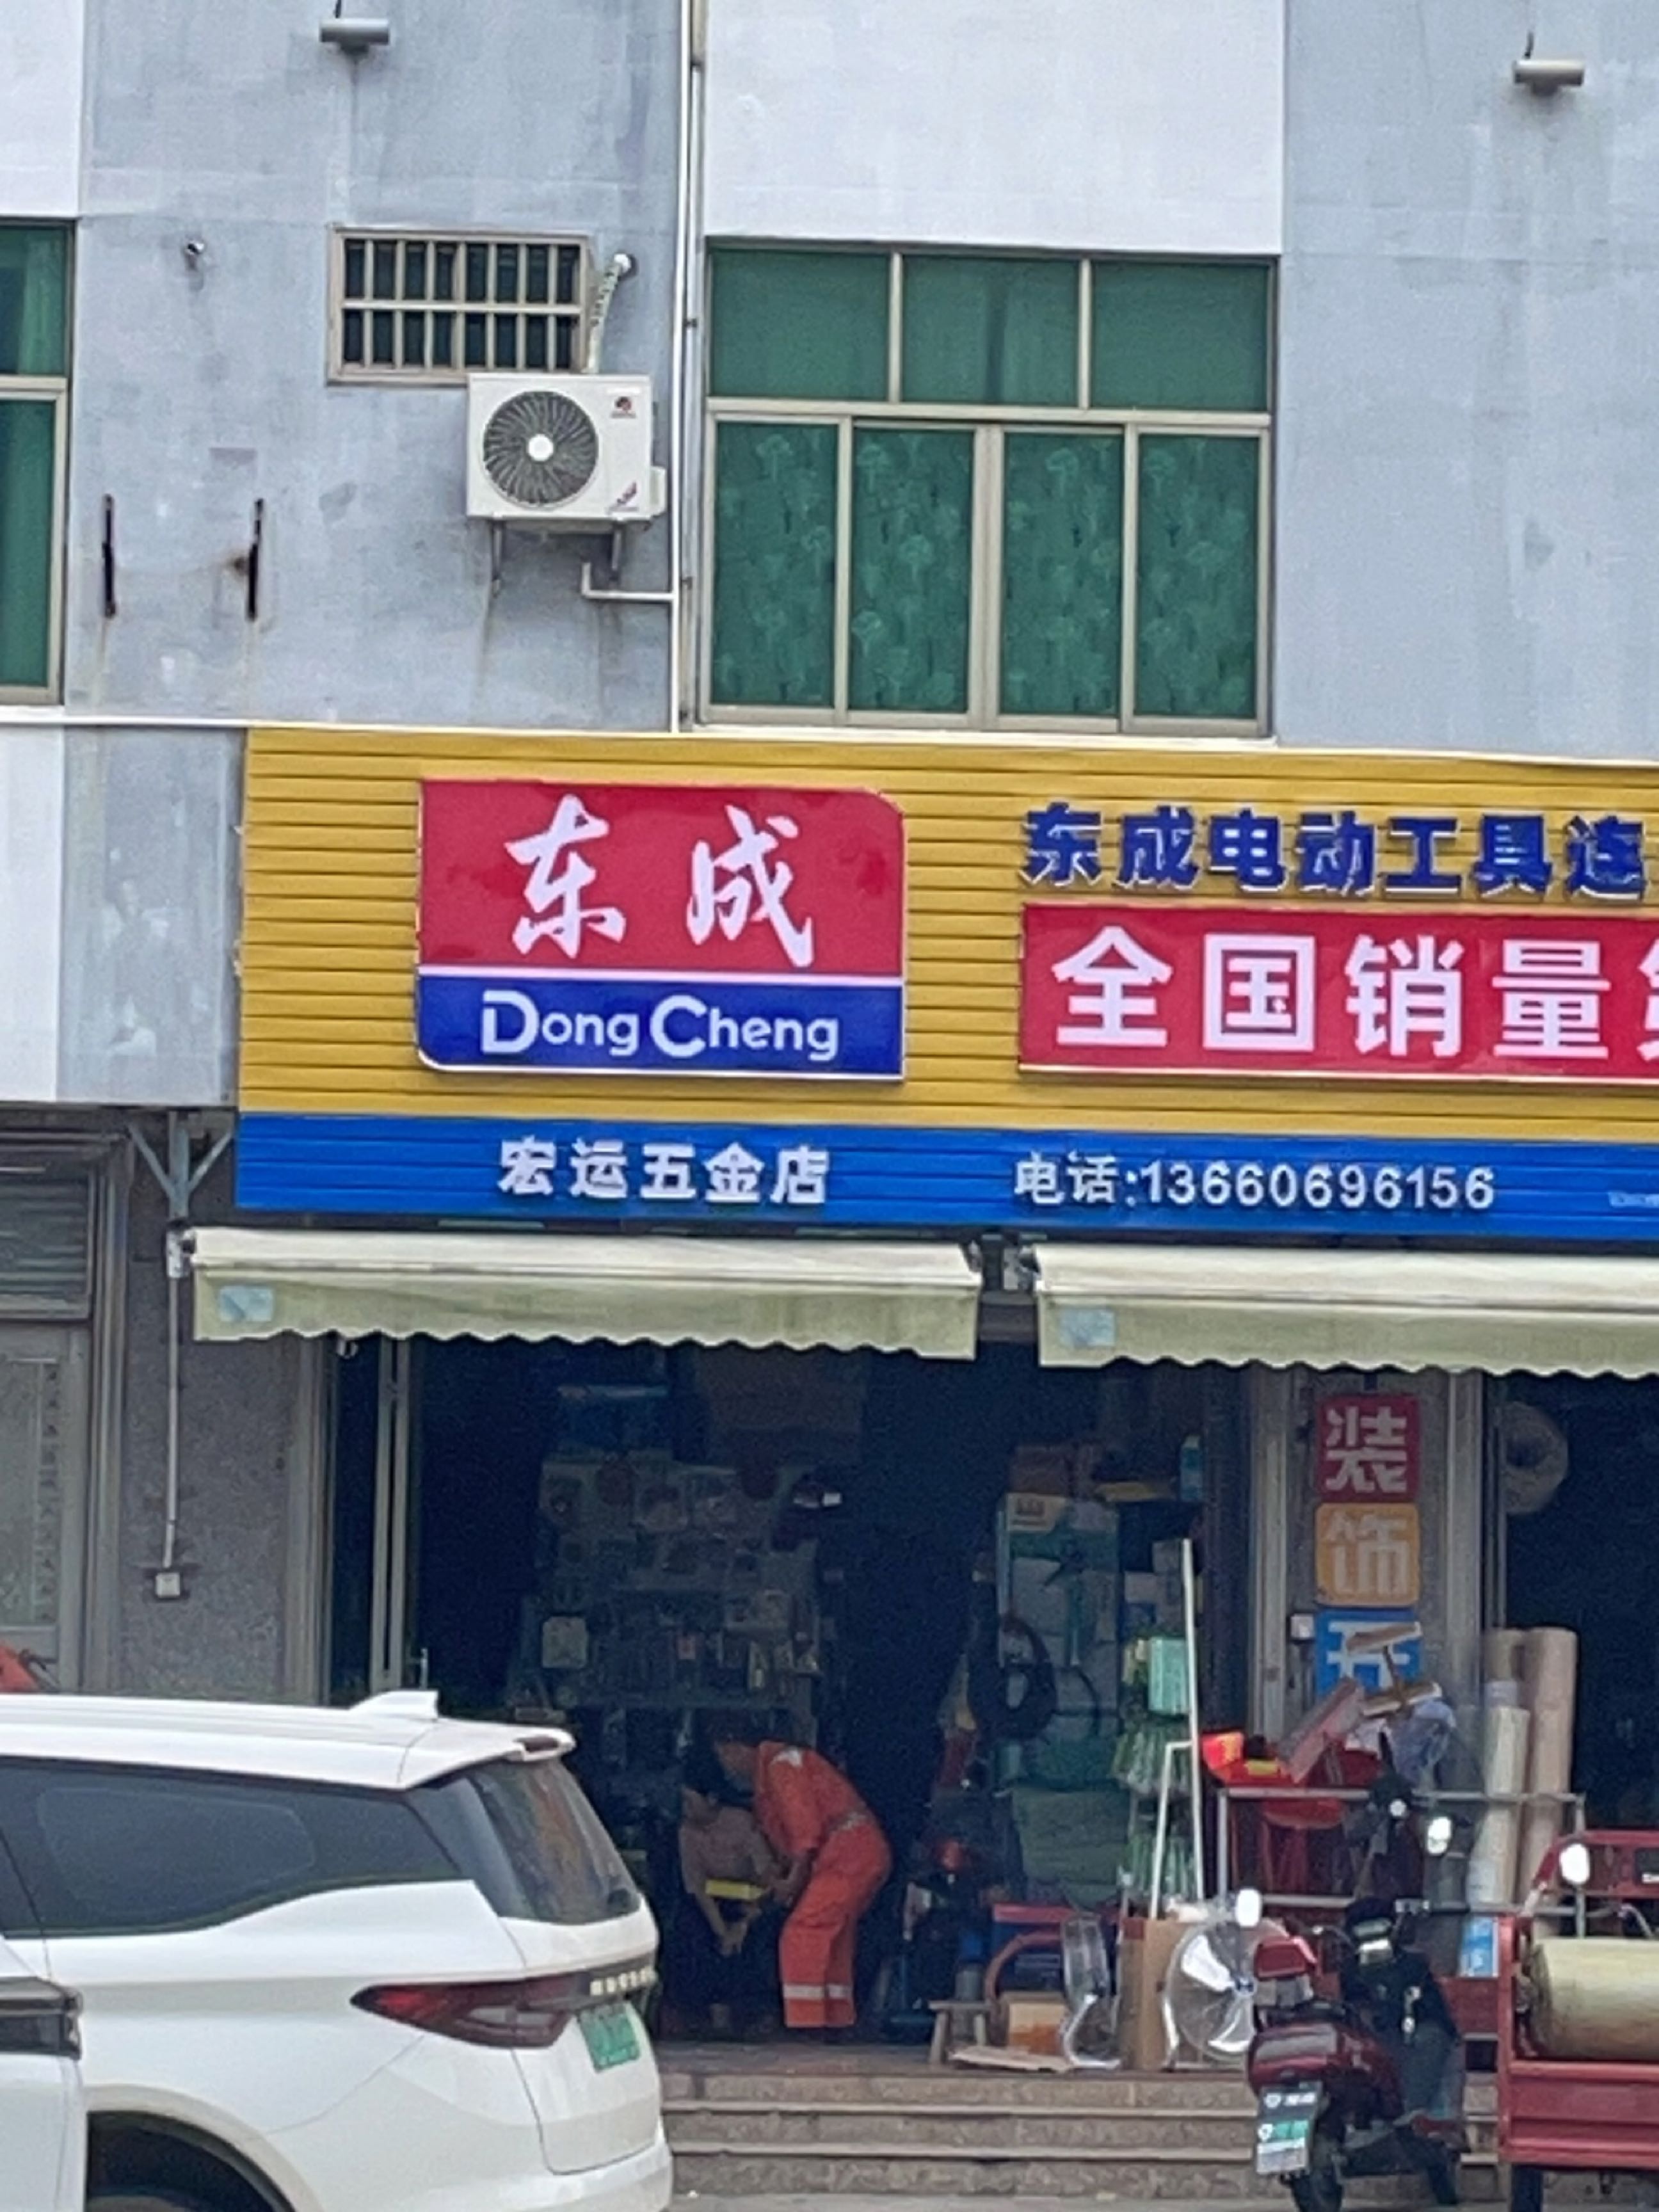 东成
DongCheng
东成电动工具连
全国销量
宏运五金店
电话:13660696156
装
饰
开